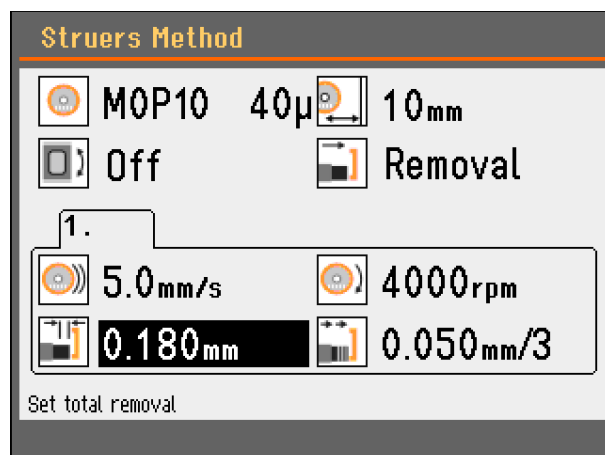 Struers Method
MOP10 40µ 10mm
Off Removal
1.
5.0mm/s 4000rpm
0.180mm 0.050mm/3
Set total removal